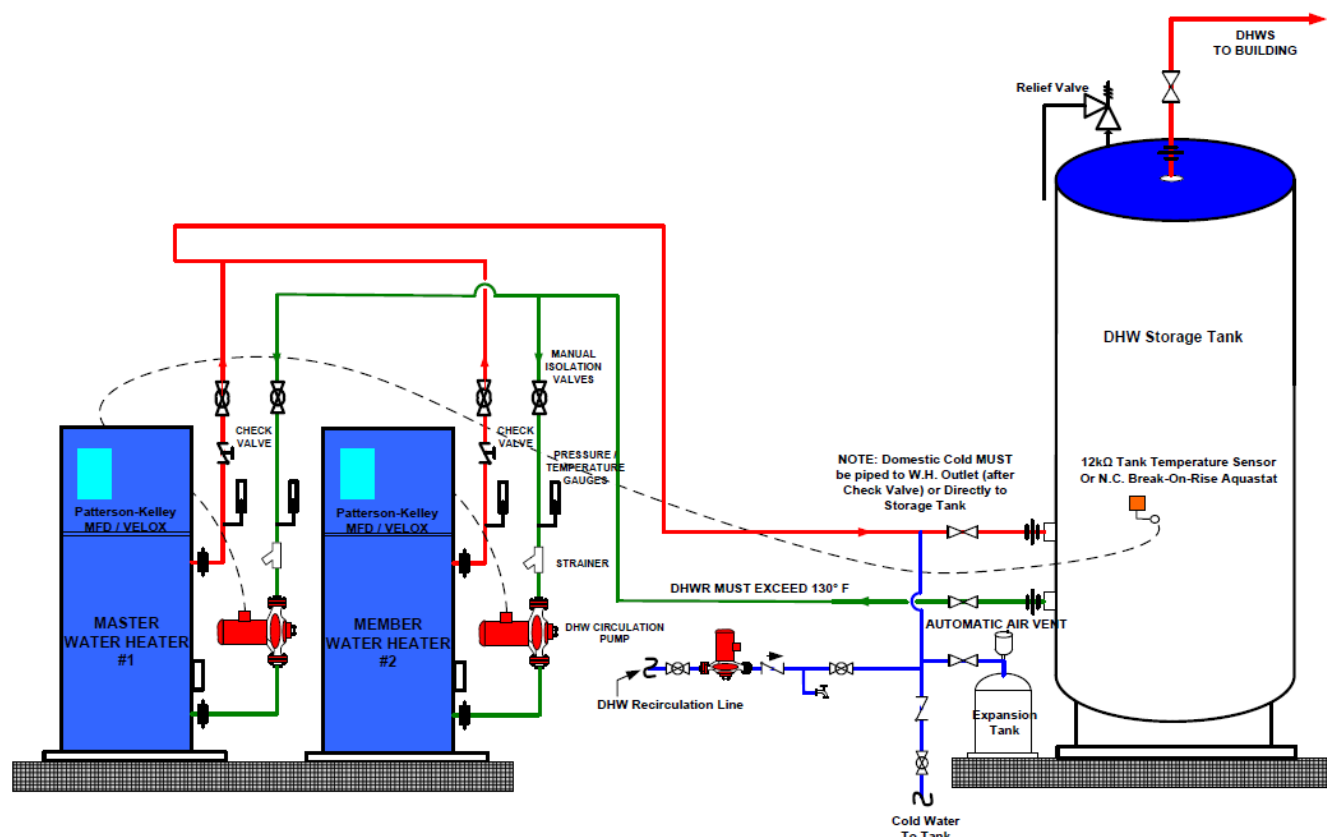 DHWS
TO BUILDING
Relief Valve
DHW Storage Tank
MANUAL
ISOLATION
VALVES
CHECK
VALVE
CHECK
VALVE
PRESSURE /
TEMPERATURE
GAUGES
NOTE: Domestic Cold MUST
be piped to W.H. Outlet (after
Check Valve) or Directly to
Storage Tank
12kΩ Tank Temperature Sensor
Or N.C. Break-On-Rise Aquastat
Patterson-Kelley
MFD / VELOX
Patterson-Kelley
MFD / VELOX
STRAINER
DHWR MUST EXCEED 130° F
AUTOMATIC AIR VENT
MASTER
WATER HEATER
#1
MEMBER
WATER HEATER
#2
DHW CIRCULATION
PUMP
DHW Recirculation Line
Expansion
Tank
Cold Water
To Tank